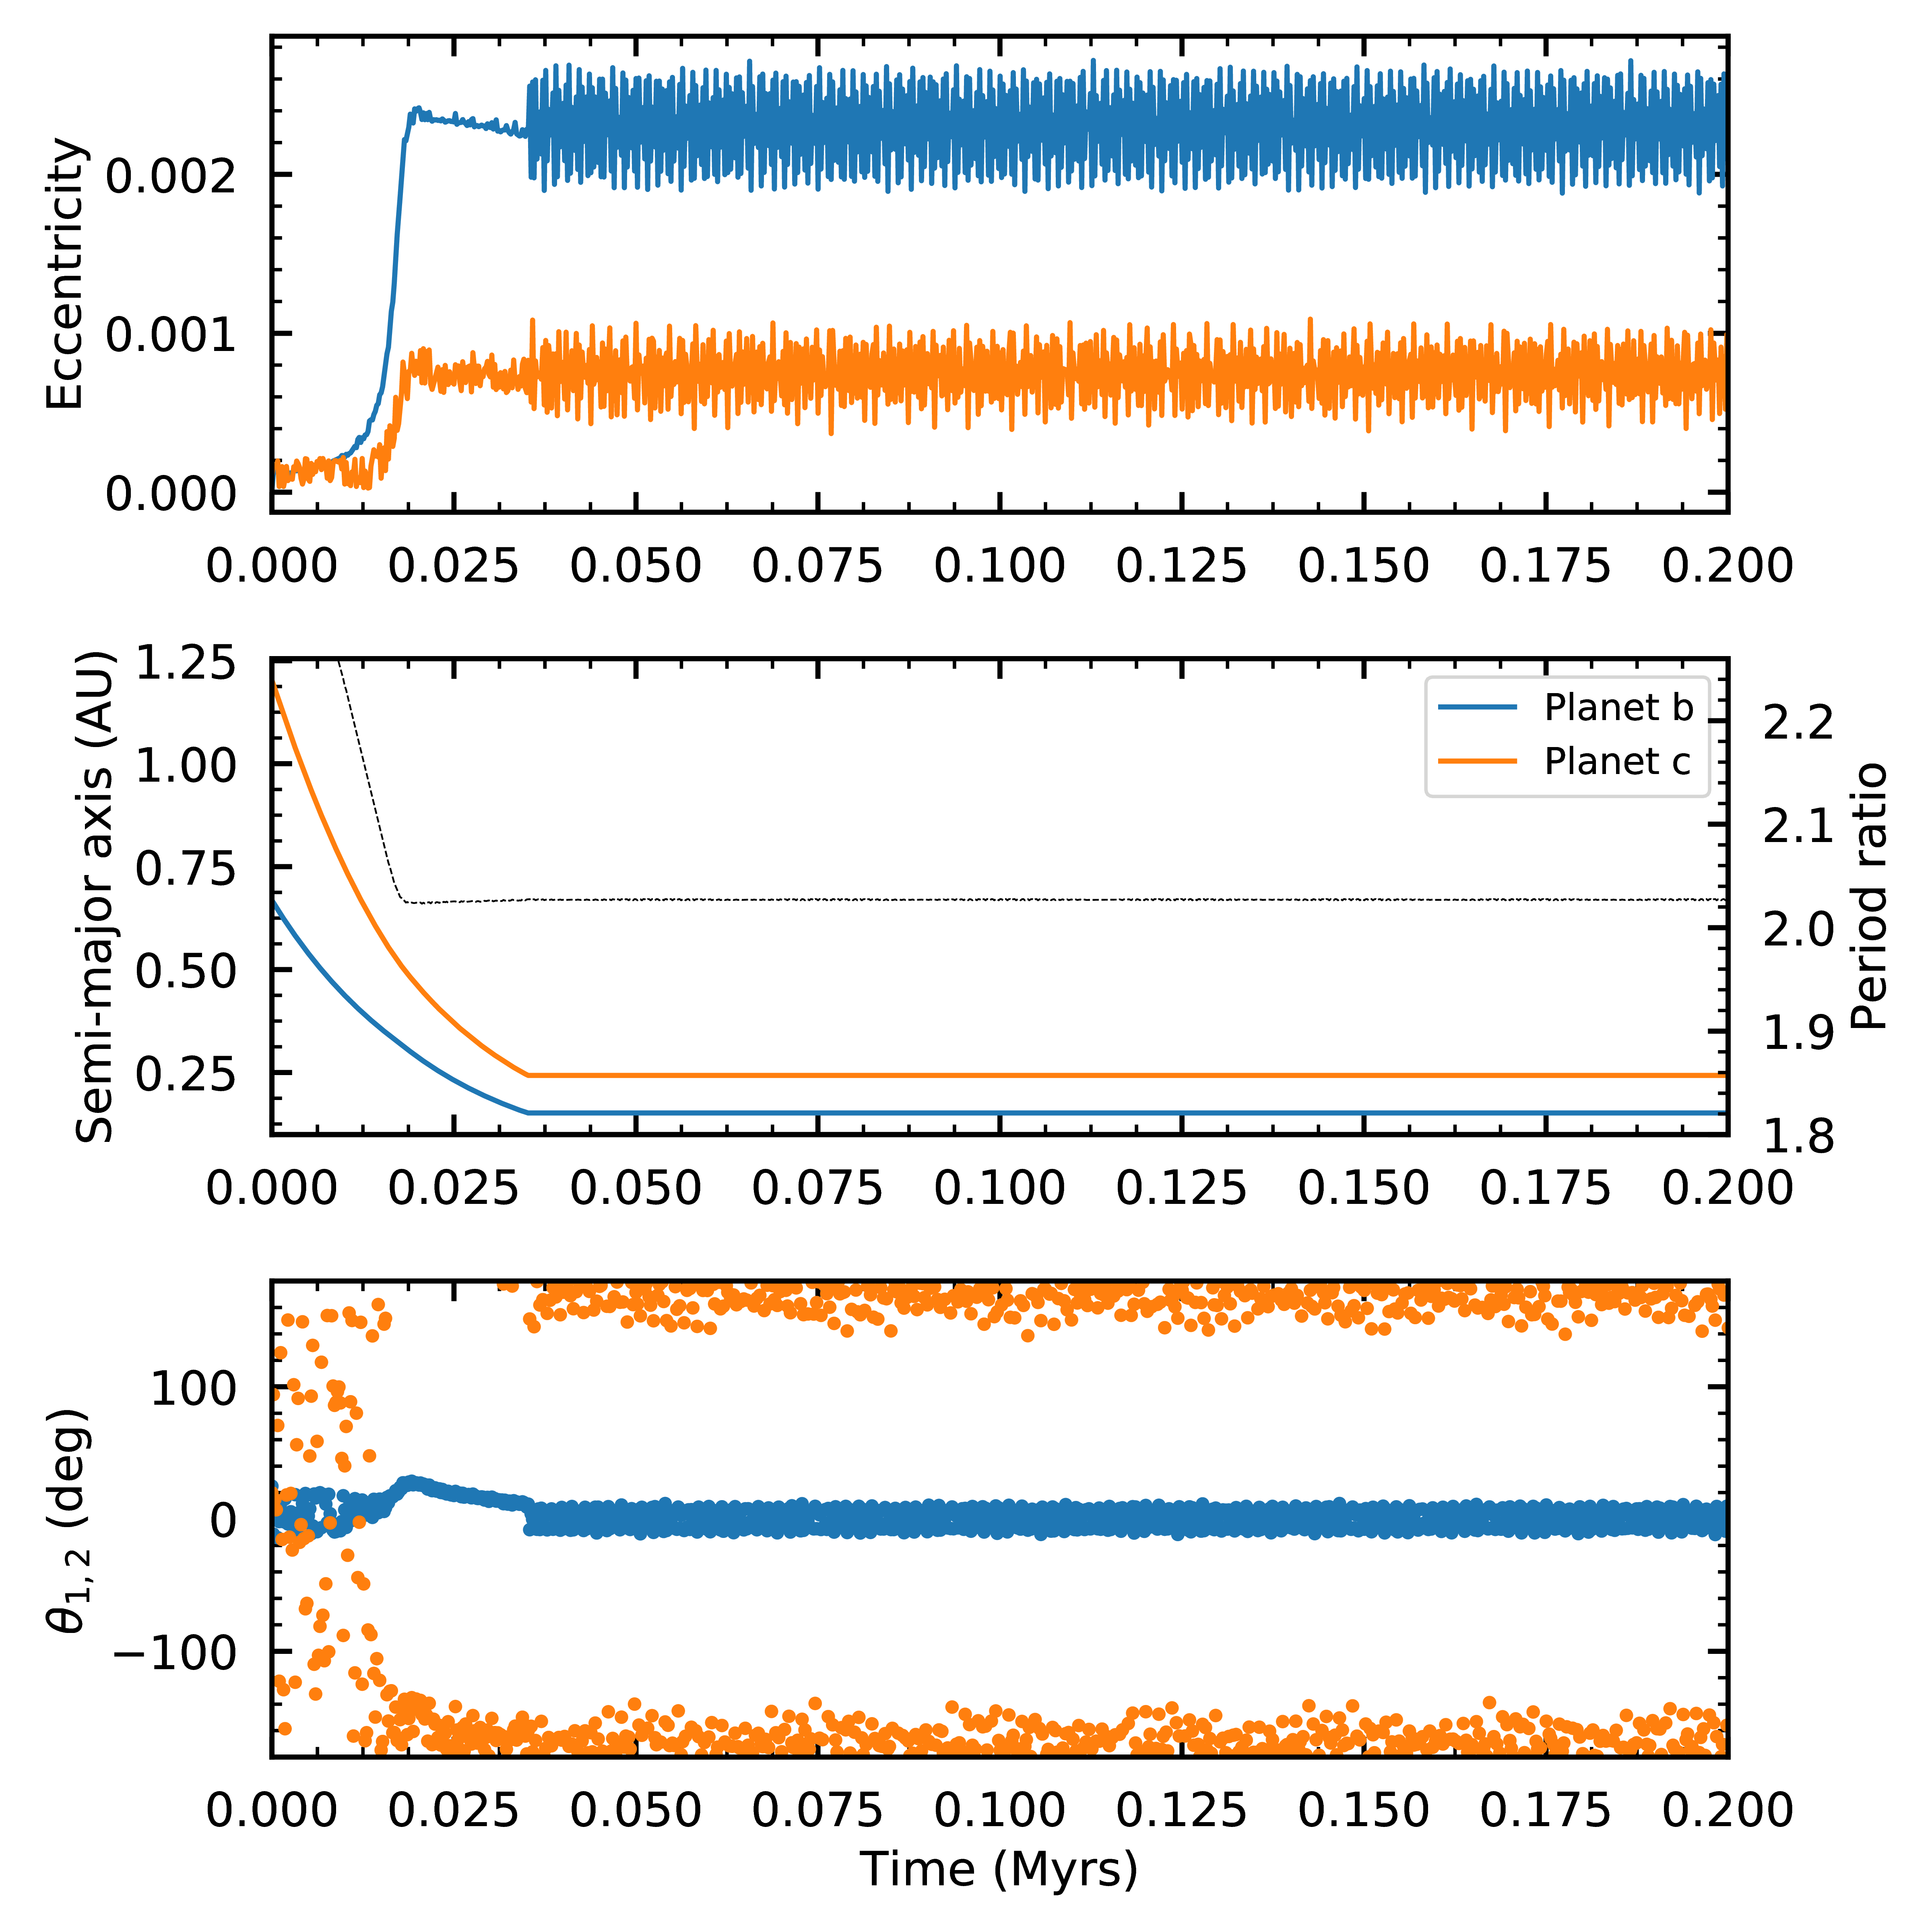 Eccentricity
0.002
0.001
0.000
0.000 0.025 0.050 0.075 0.100 0.125 0.150 0.175 0.200
Semi-major axis (AU)
1.25
1.00
0.75
0.50
0.25
Planet b
Planet c
2.2
2.1
2.0
1.9
1.8
Period ratio
0.000 0.025 0.050 0.075 0.100 0.125 0.150 0.175 0.200
θ1, 2 (deg)
100
0
−100
0.000 0.025 0.050 0.075 0.100 0.125 0.150 0.175 0.200
Time (Myrs)